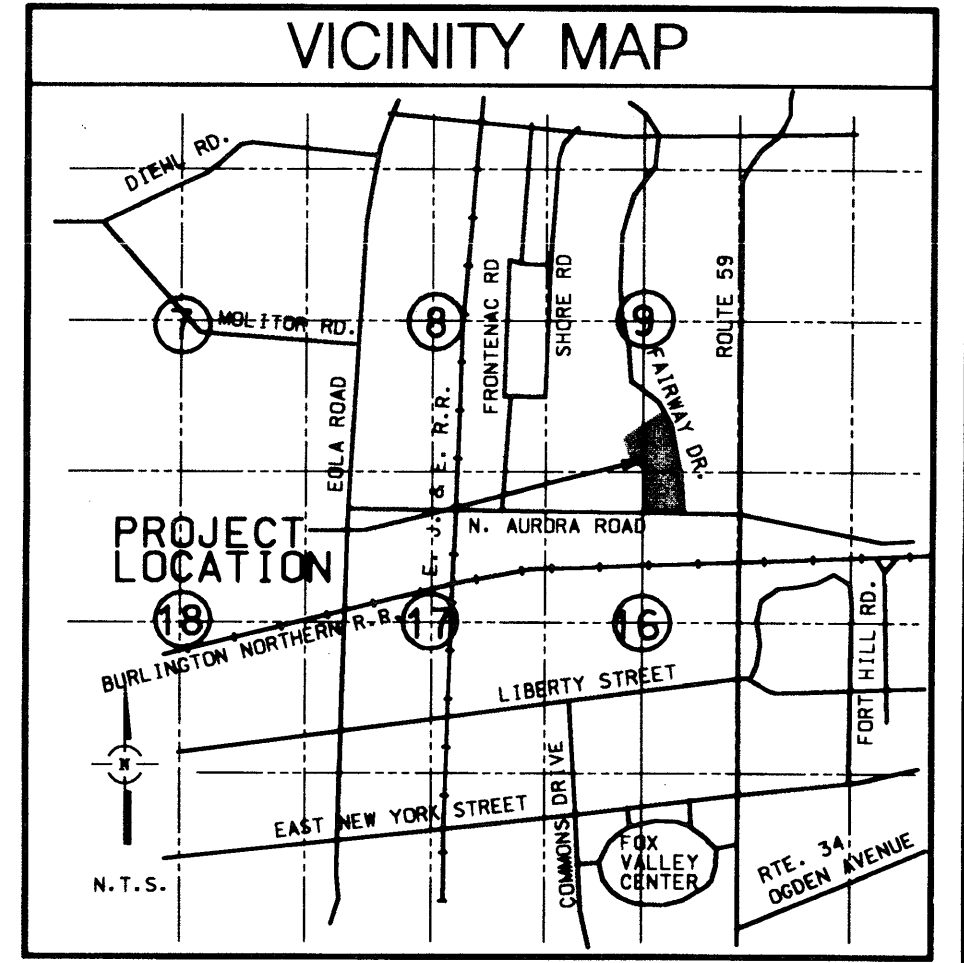 VICINITY MAP
DIEHL RD.
MOLITOR RD.
7
8
9
EOLA ROAD
E. J. & E. R.R.
FRONTENAC RD
SHORE RD
FAIRWAY DR.
ROUTE 59
N. AURORA ROAD
PROJECT
LOCATION
18
17
16
BURLINGTON NORTHERN R.R.
LIBERTY STREET
FORT HILL RD.
N
COMMONS DRIVE
EAST NEW YORK STREET
FOX
VALLEY
CENTER
RTE. 34
OGDEN AVENUE
N.T.S.